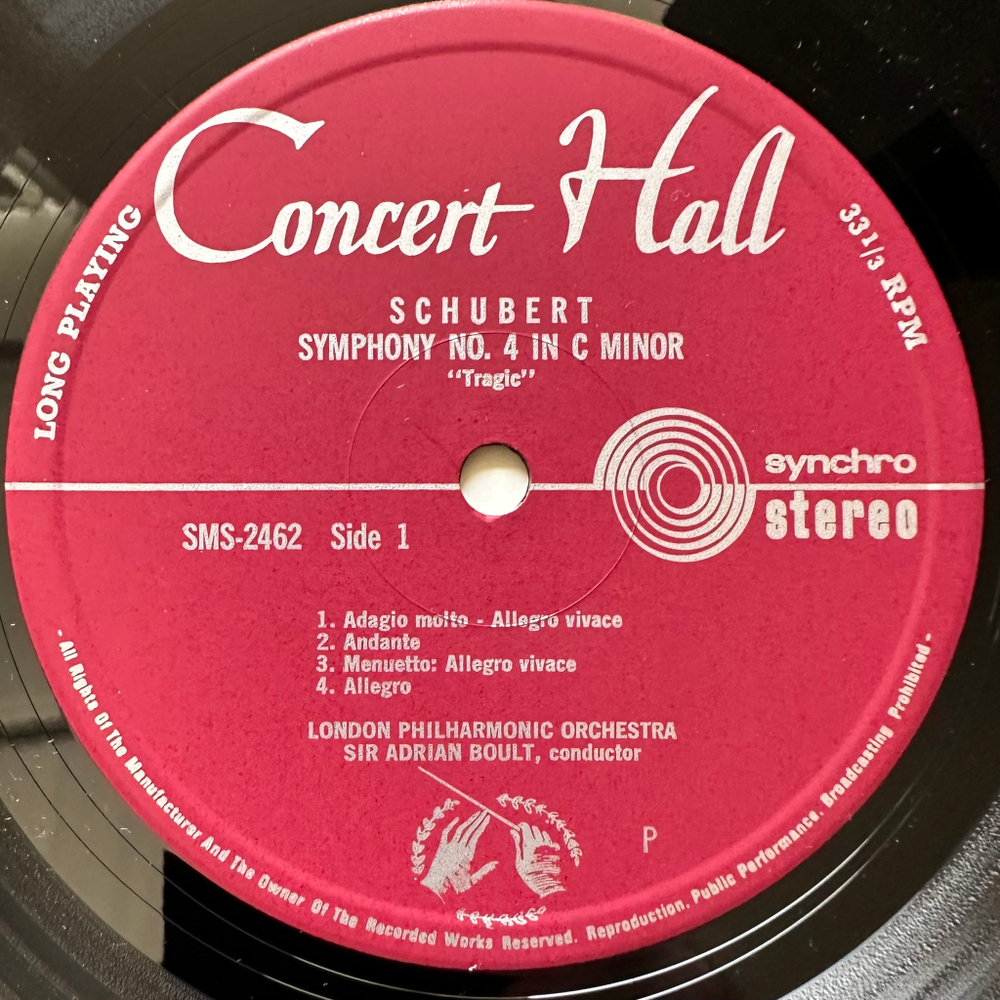 Concert Hall
LONG PLAYING
33 1/3 RPM
SCHUBERT
SYMPHONY NO. 4 IN C MINOR
“Tragic”
synchro
stereo
SMS-2462 Side 1
1. Adagio molto - Allegro vivace
2. Andante
3. Menuetto: Allegro vivace
4. Allegro
LONDON PHILHARMONIC ORCHESTRA
SIR ADRIAN BOULT, conductor
P
- All Rights Of The Manufacturer And The Owner Of The Recorded Works Reserved. Reproduction, Public Performance, Broadcasting Prohibited -